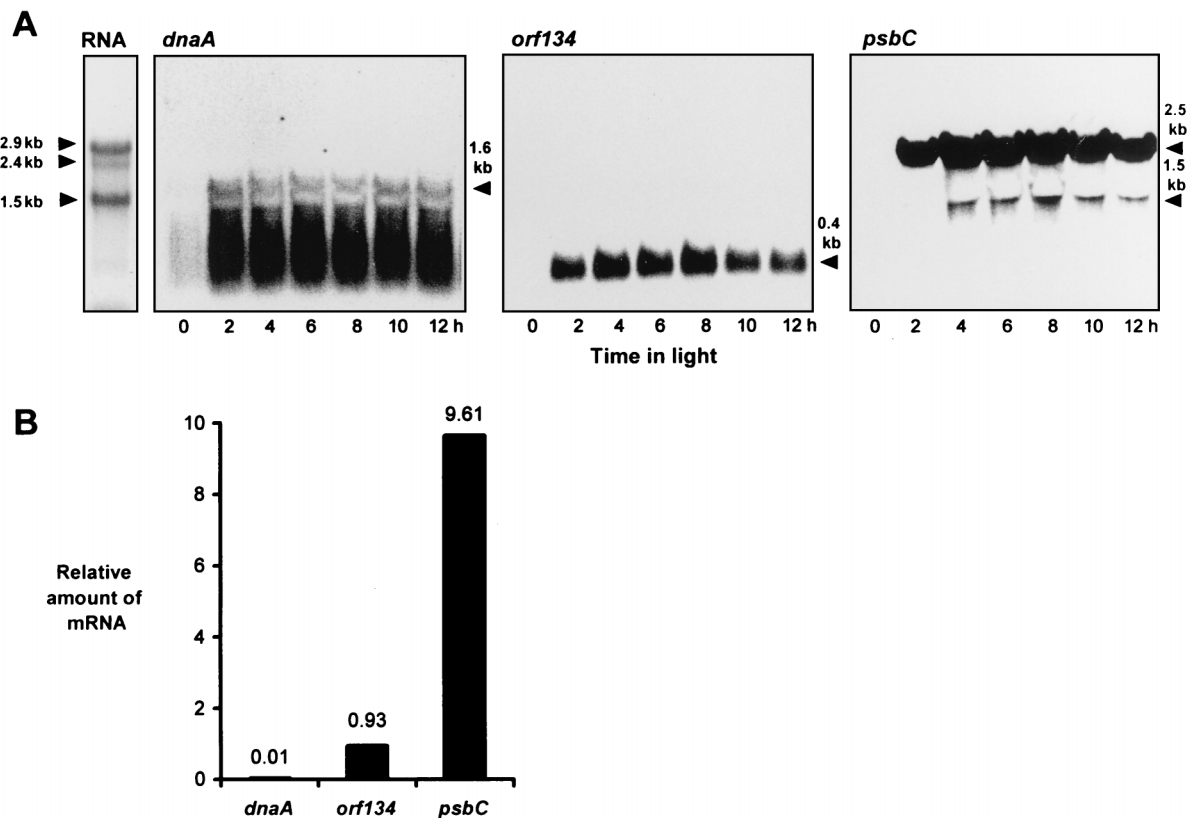 A
RNA
dnaA
orf134
psbC
2.9 kb
2.4 kb
1.5 kb
1.6
kb
0.4
kb
2.5
kb
1.5
kb
0 2 4 6 8 10 12 h
0 2 4 6 8 10 12 h
0 2 4 6 8 10 12 h
Time in light
B
Relative
amount of
mRNA
10
8
6
4
2
0
0.01
0.93
9.61
dnaA
orf134
psbC